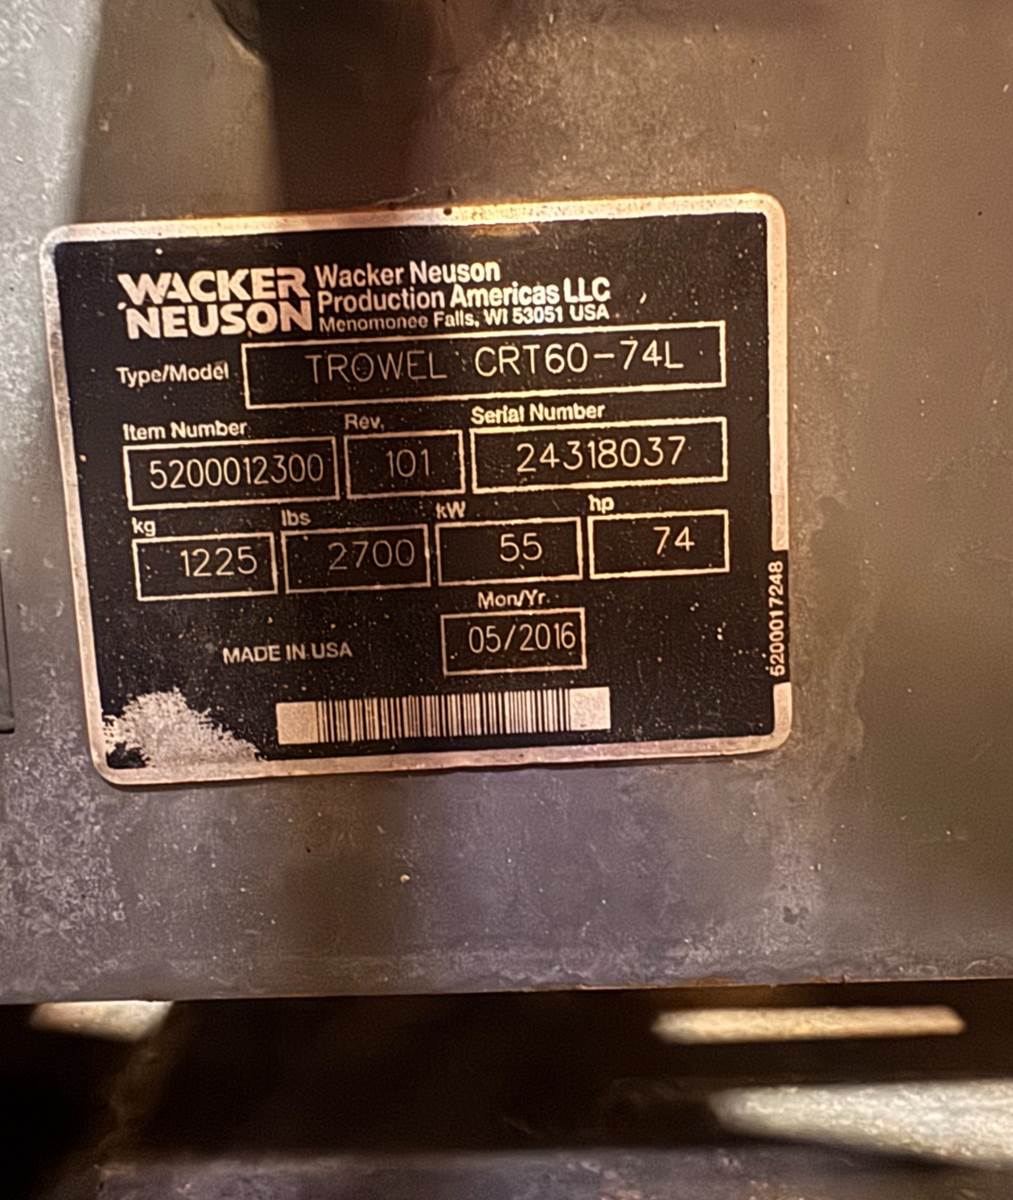 WACKER
NEUSON
Wacker Neuson
Production Americas LLC
Menomonee Falls, WI 53051 USA
Type/Model TROWEL CRT60-74L
Item Number Rev. Serial Number
5200012300 101 24318037
kg lbs kW hp
1225 2700 55 74
Mon/Yr.
MADE IN USA 05/2016
5200017248